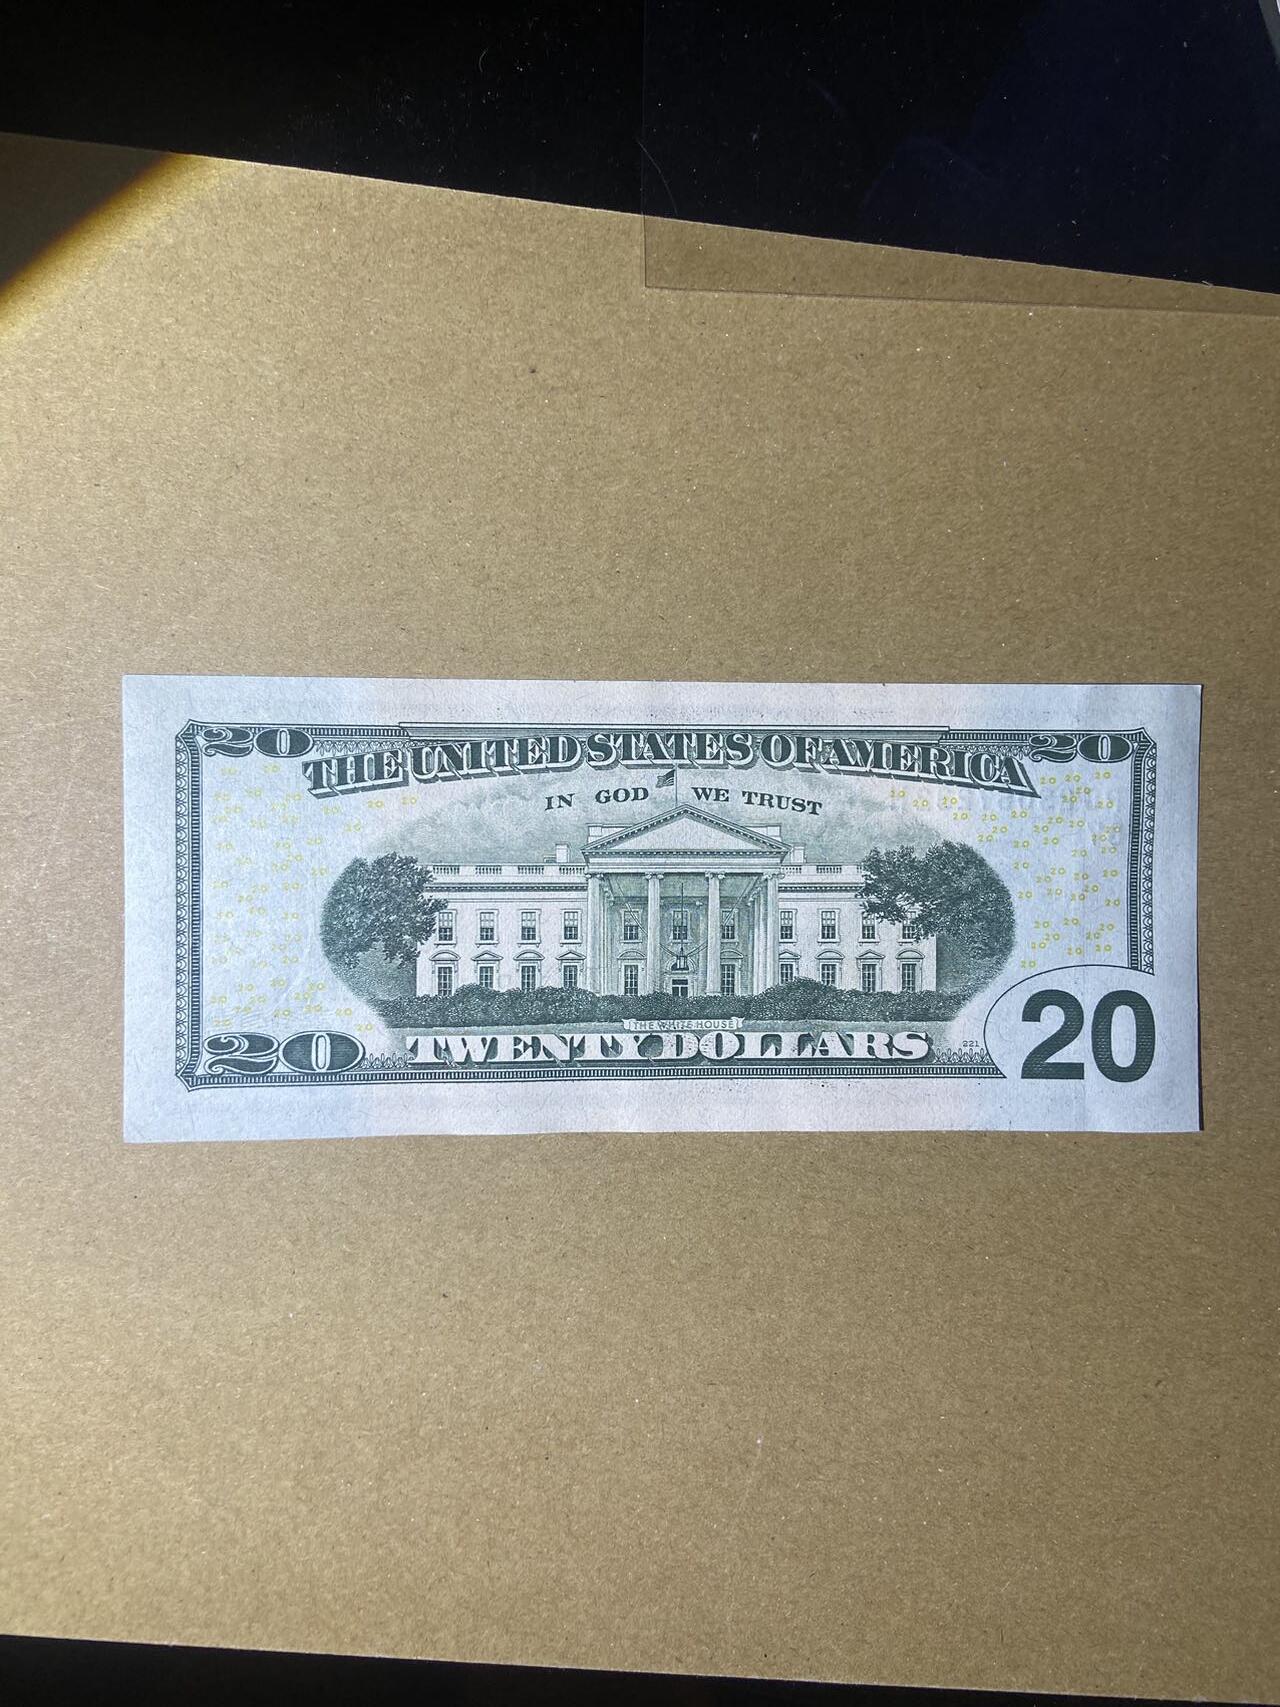 20 THE UNITED STATES OF AMERICA 20
IN GOD WE TRUST
THE WHITE HOUSE
20 TWENTY DOLLARS 221 20